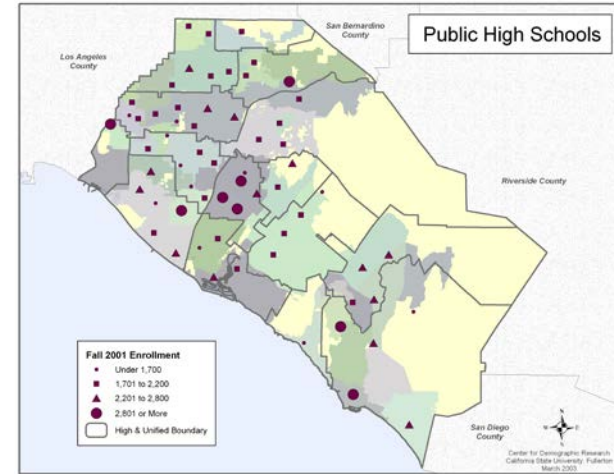 Public High Schools
San Bernardino
County
Los Angeles
County
Riverside County
Fall 2001 Enrollment
Under 1,700
1,701 to 2,200
2,201 to 2,800
2,801 or More
High & Unified Boundary
San Diego
County
N
W
E
S
Center for Demographic Research
California State University, Fullerton
March 2003